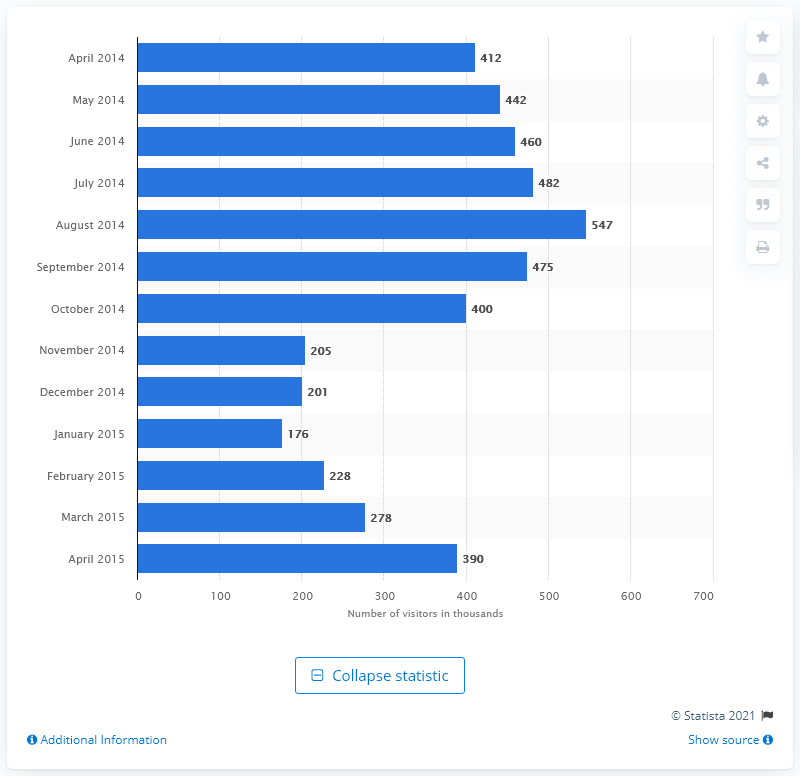 April 2014 412
May 2014 442
June 2014 460
July 2014 482
August 2014 547
September 2014 475
October 2014 400
November 2014 205
December 2014 201
January 2015 176
February 2015 228
March 2015 278
April 2015 390
0 100 200 300 400 500 600 700
Number of visitors in thousands
Collapse statistic
© Statista 2021
Additional Information Show source